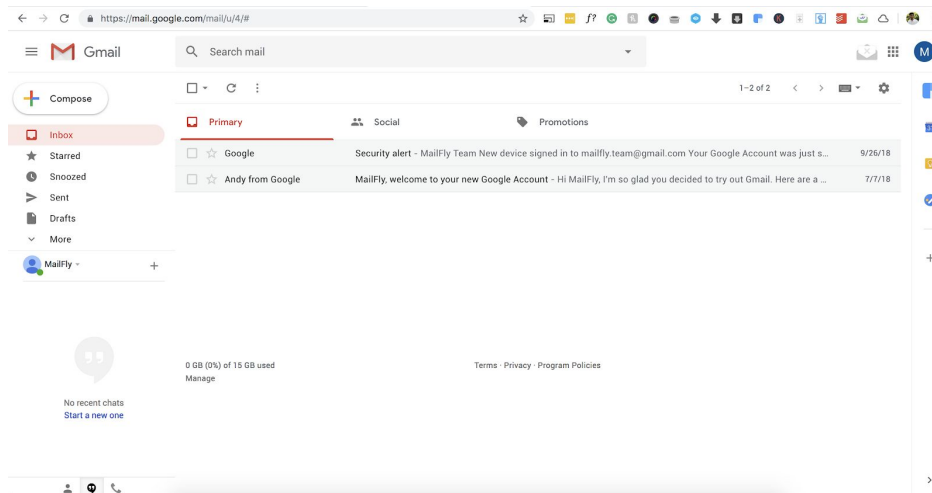 https://mail.google.com/mail/u/4/#
Gmail
Search mail
M
Compose
1–2 of 2
Primary
Social
Promotions
Inbox
Google
Security alert - MailFly Team New device signed in to mailfly.team@gmail.com Your Google Account was just s...
9/26/18
Starred
Andy from Google
MailFly, welcome to your new Google Account - Hi MailFly, I'm so glad you decided to try out Gmail. Here are a ...
7/7/18
Snoozed
Sent
Drafts
More
MailFly
0 GB (0%) of 15 GB used
Manage
Terms · Privacy · Program Policies
No recent chats
Start a new one